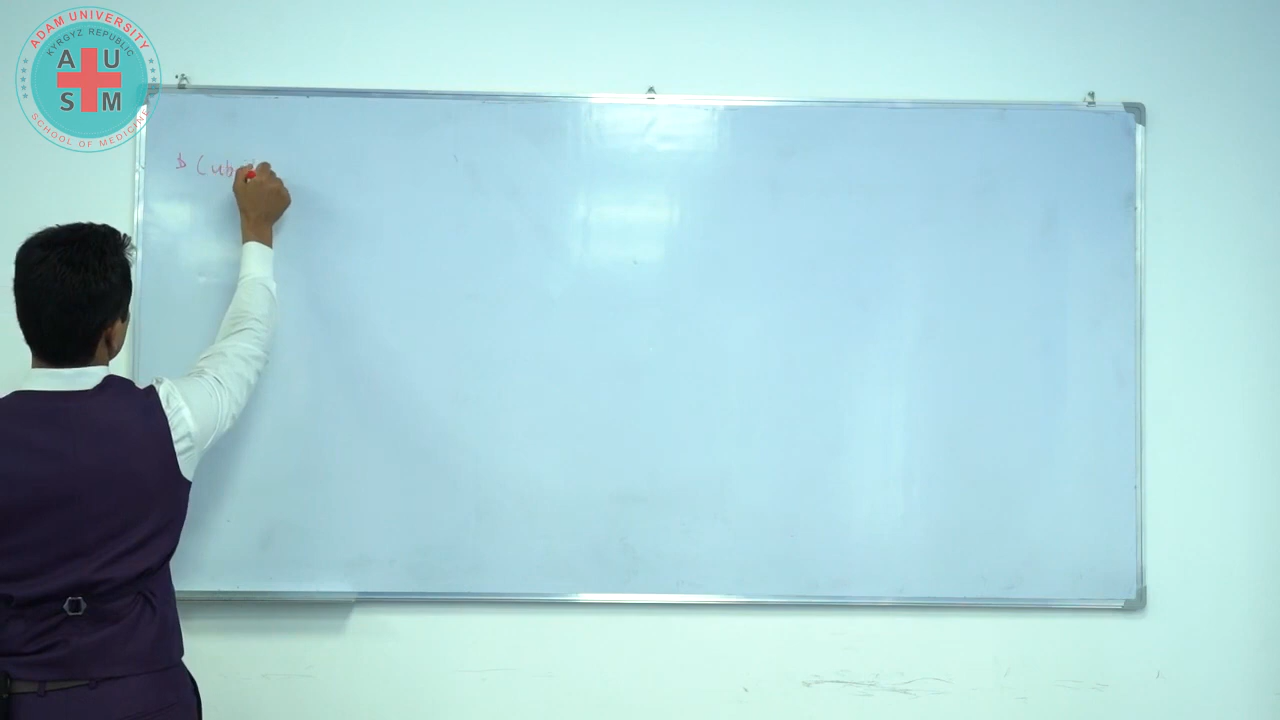 ADAM UNIVERSITY
KYRGYZ REPUBLIC
A U
S M
SCHOOL OF MEDICINE